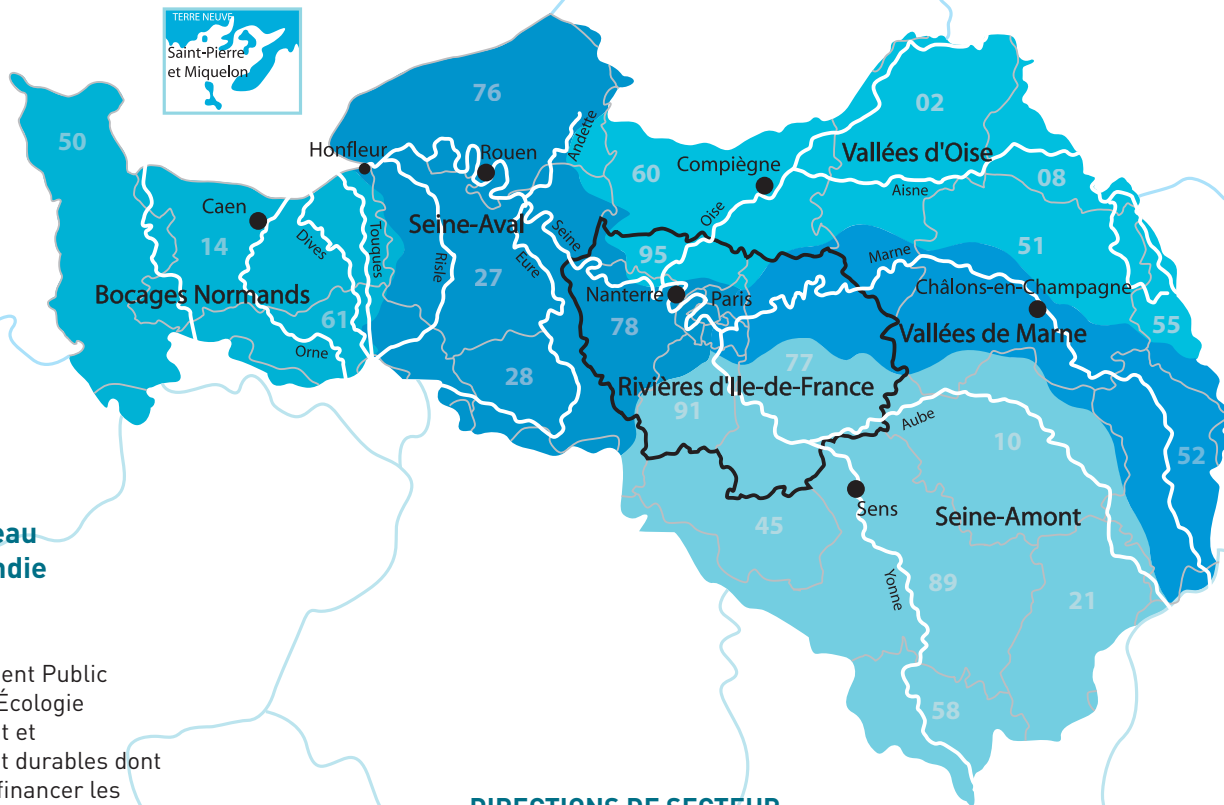 TERRE NEUVE
Saint-Pierre
et Miquelon
76
02
50
Honfleur
Rouen
Andette
Compiègne
Vallées d'Oise
60
08
Aisne
Caen
Oise
Seine-Aval
Seine
Touques
Dives
14
Risle
Eure
95
51
Marne
27
Châlons-en-Champagne
Bocages Normands
Nanterre
Paris
61
78
55
Vallées de Marne
Orne
77
28
Rivières d'Ile-de-France
91
Aube
10
52
Sens
45
Seine-Amont
Yonne
89
21
58
eau
ndie
ent Public
Écologie
t et
t durables dont
financer les
DIRECTIONS DE SECTEUR